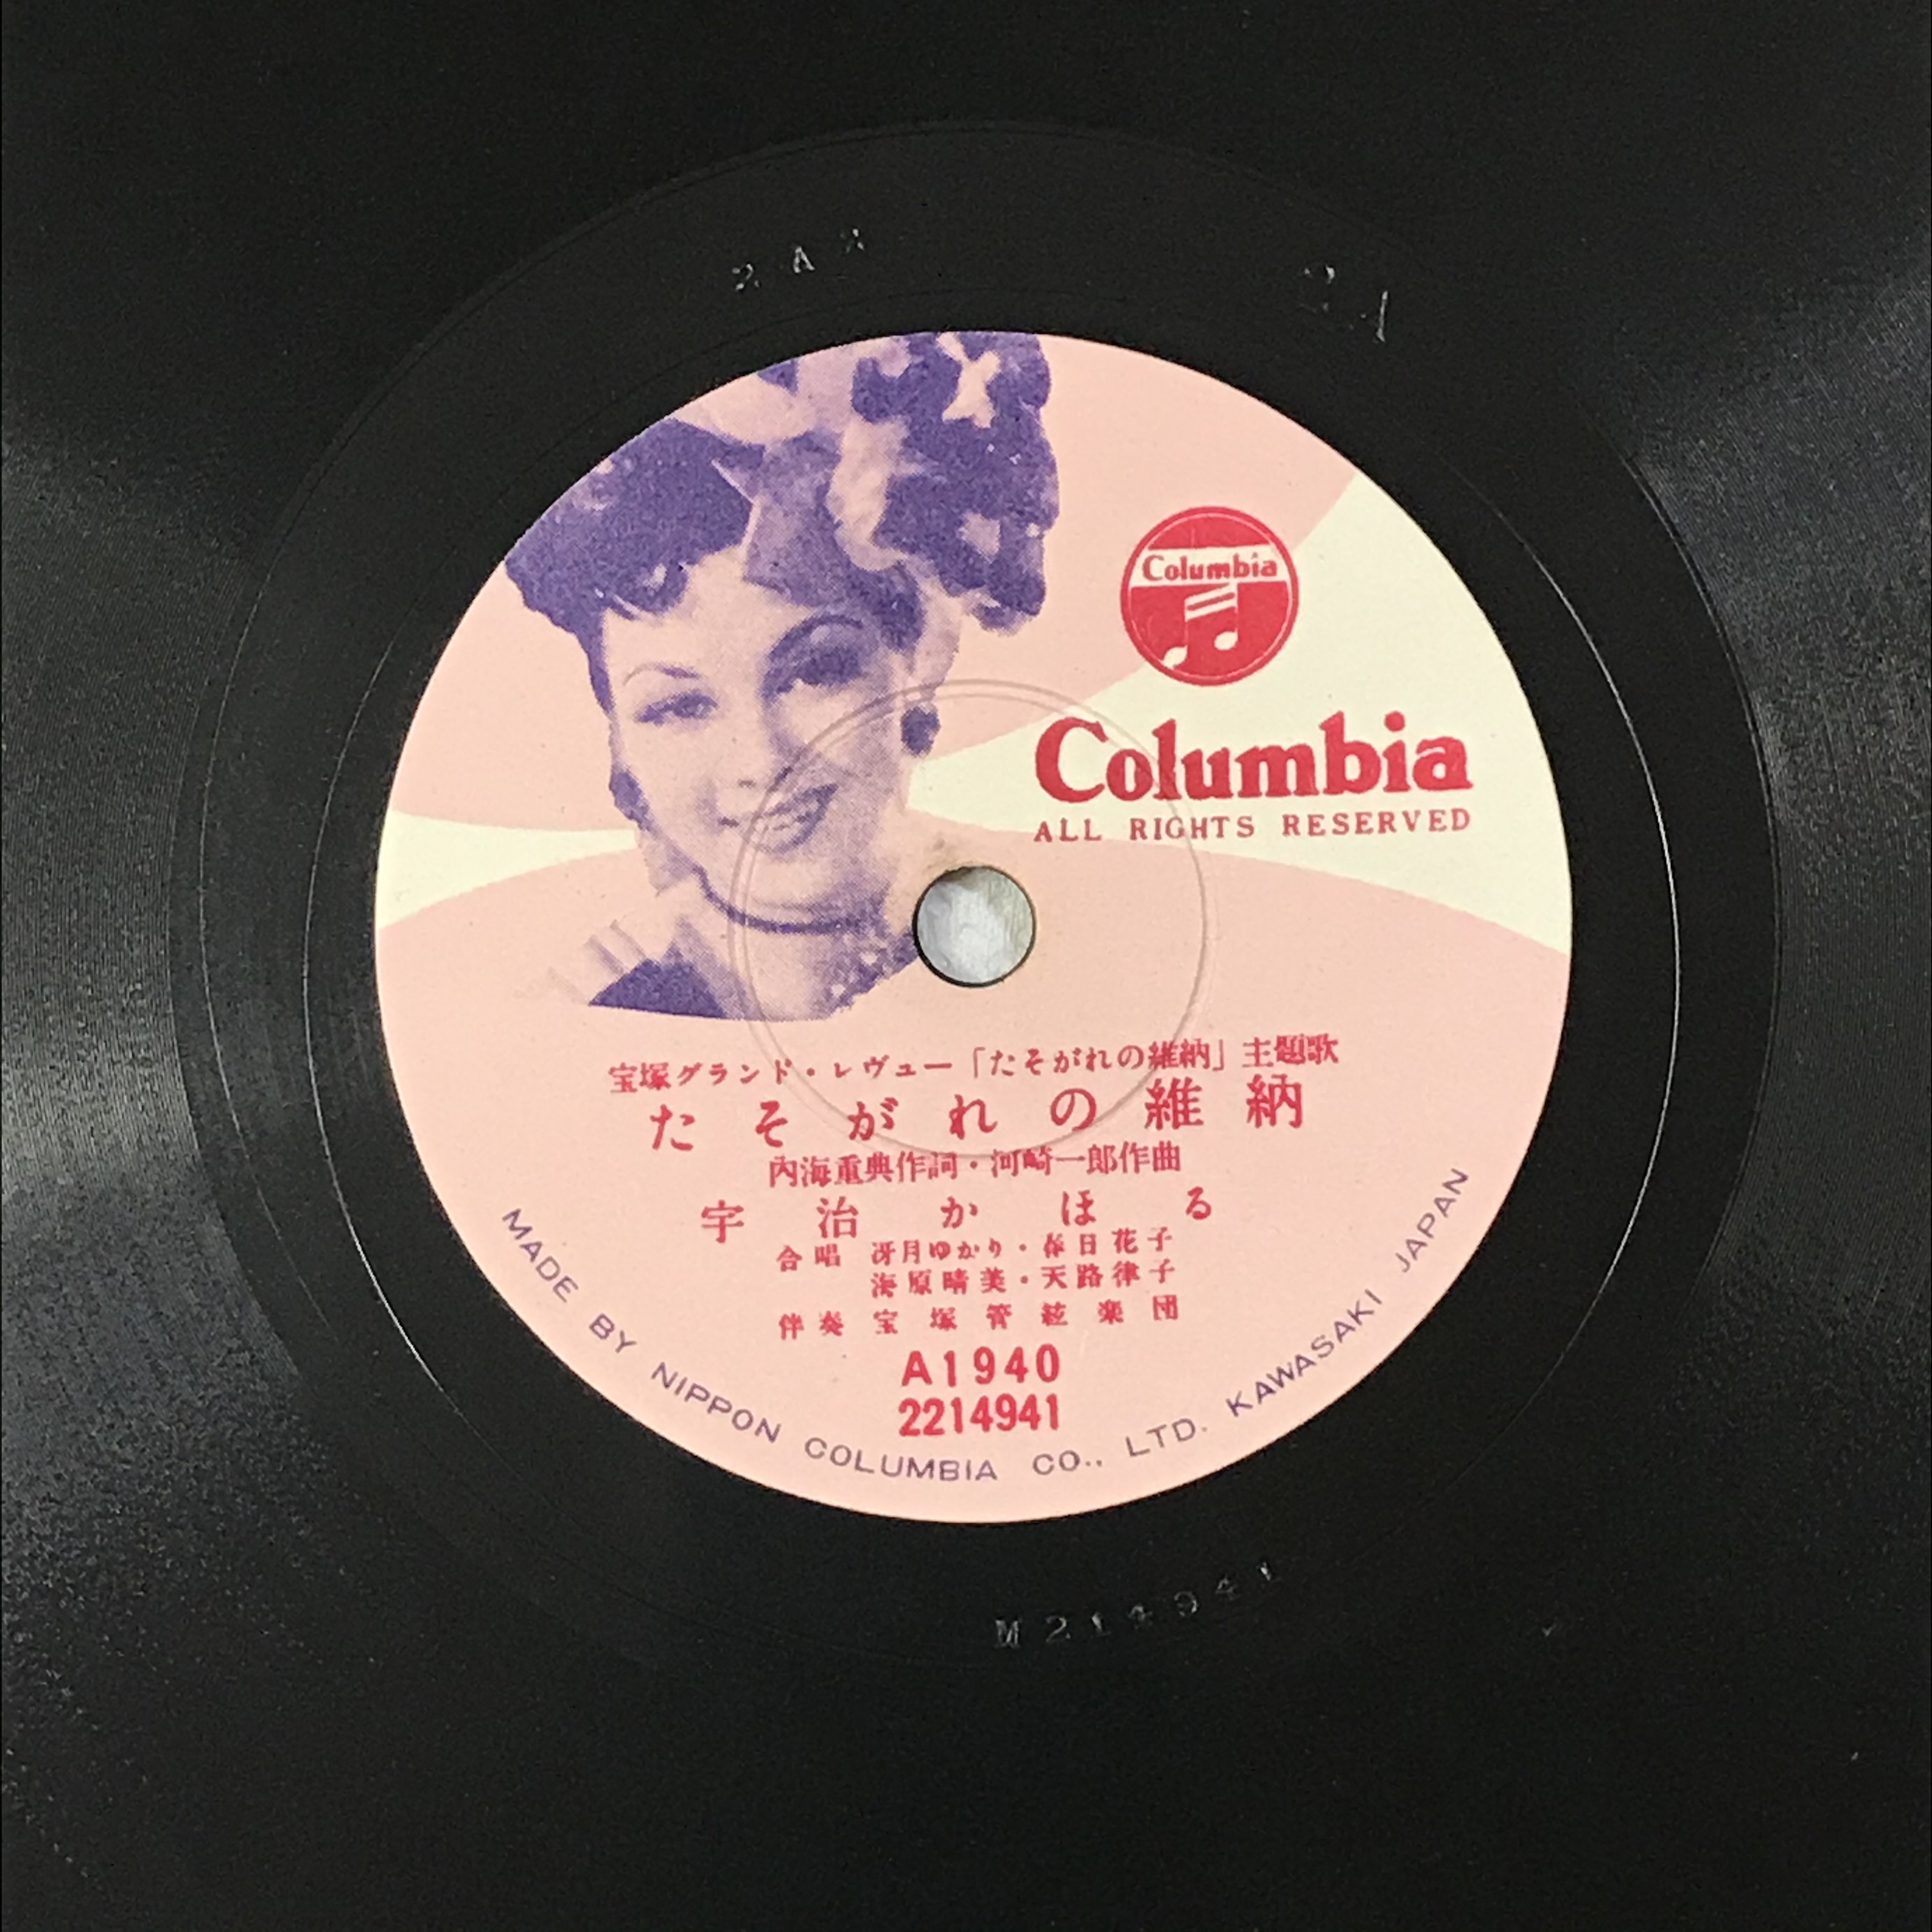 2A
Columbia
Columbia
ALL RIGHTS RESERVED
宝塚グランド・レヴュー「たそがれの維納」主題歌
たそがれの維納
内海重典作詞・河崎一郎作曲
宇治かほる
合唱 冴月ゆかり・春日花子
海原晴美・天路律子
伴奏 宝塚管絃楽団
A1940
2214941
MADE BY NIPPON COLUMBIA CO., LTD. KAWASAKI JAPAN
M214941